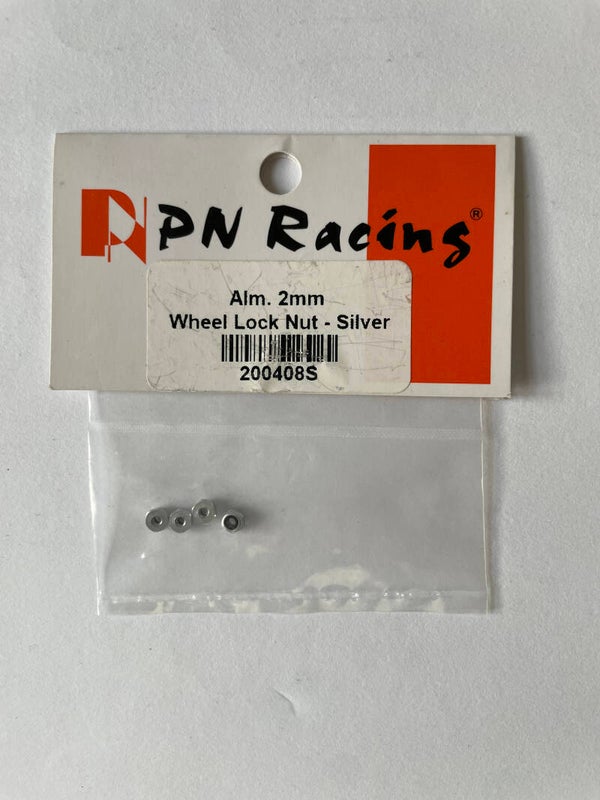 PN Racing®
Alm. 2mm
Wheel Lock Nut - Silver
200408S